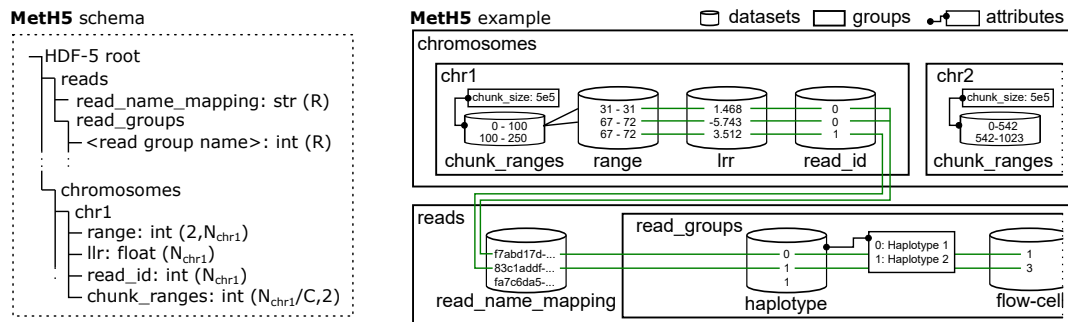 MetH5 schema
HDF-5 root
reads
read_name_mapping: str (R)
read_groups
<read group name>: int (R)
chromosomes
chr1
range: int (2,Nchr1)
llr: float (Nchr1)
read_id: int (Nchr1)
chunk_ranges: int (Nchr1/C,2)
MetH5 example
datasets
groups
attributes
chromosomes
chr1
chunk_size: 5e5
0 - 100
100 - 250
chunk_ranges
31 - 31
67 - 72
67 - 72
range
1.468
-5.743
3.512
lrr
0
0
1
read_id
chr2
chunk_size: 5e5
0-542
542-1023
chunk_ranges
reads
f7abd17d-...
83c1addf-...
fa7c6da5-...
read_name_mapping
read_groups
0
1
1
haplotype
0: Haplotype 1
1: Haplotype 2
1
3
flow-cell